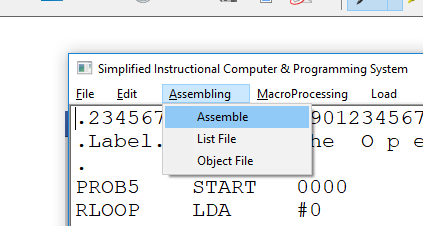 Simplified Instructional Computer & Programming System
File Edit Assembling MacroProcessing Load
Assemble
List File
Object File
.234567 901234567
.Label. he Ope
.
PROB5 START 0000
RLOOP LDA #0